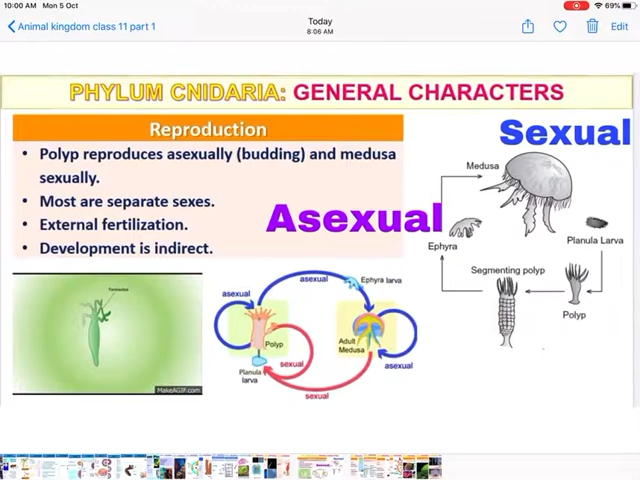 10:00 AM Mon 5 Oct
69%
Animal kingdom class 11 part 1
Today
8:06 AM
Edit
PHYLUM CNIDARIA: GENERAL CHARACTERS
Reproduction
• Polyp reproduces asexually (budding) and medusa
sexually.
• Most are separate sexes.
• External fertilization.
• Development is indirect.
Asexual
Sexual
Medusa
Ephyra
Planula Larva
Segmenting polyp
Polyp
Tentacles
MakeAGIF.com
asexual
asexual
Ephyra larva
Polyp
sexual
Planula
larva
Adult
Medusa
asexual
sexual